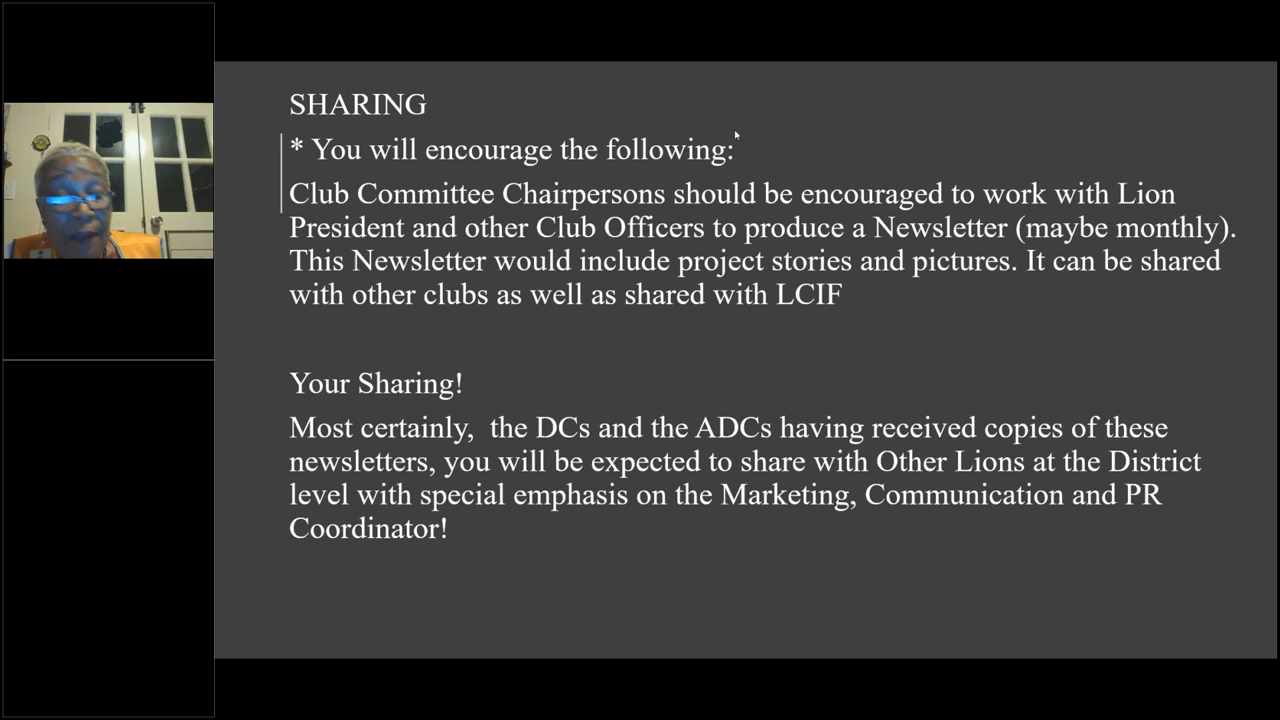 SHARING
* You will encourage the following:
Club Committee Chairpersons should be encouraged to work with Lion
President and other Club Officers to produce a Newsletter (maybe monthly).
This Newsletter would include project stories and pictures. It can be shared
with other clubs as well as shared with LCIF
Your Sharing!
Most certainly,  the DCs and the ADCs having received copies of these
newsletters, you will be expected to share with Other Lions at the District
level with special emphasis on the Marketing, Communication and PR
Coordinator!